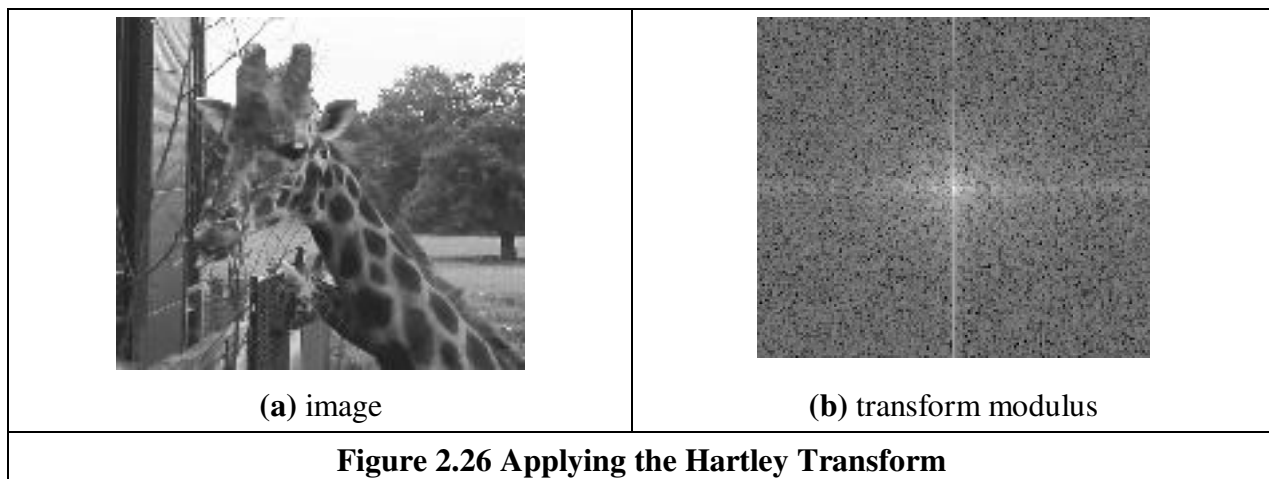 (a) image
(b) transform modulus
Figure 2.26 Applying the Hartley Transform